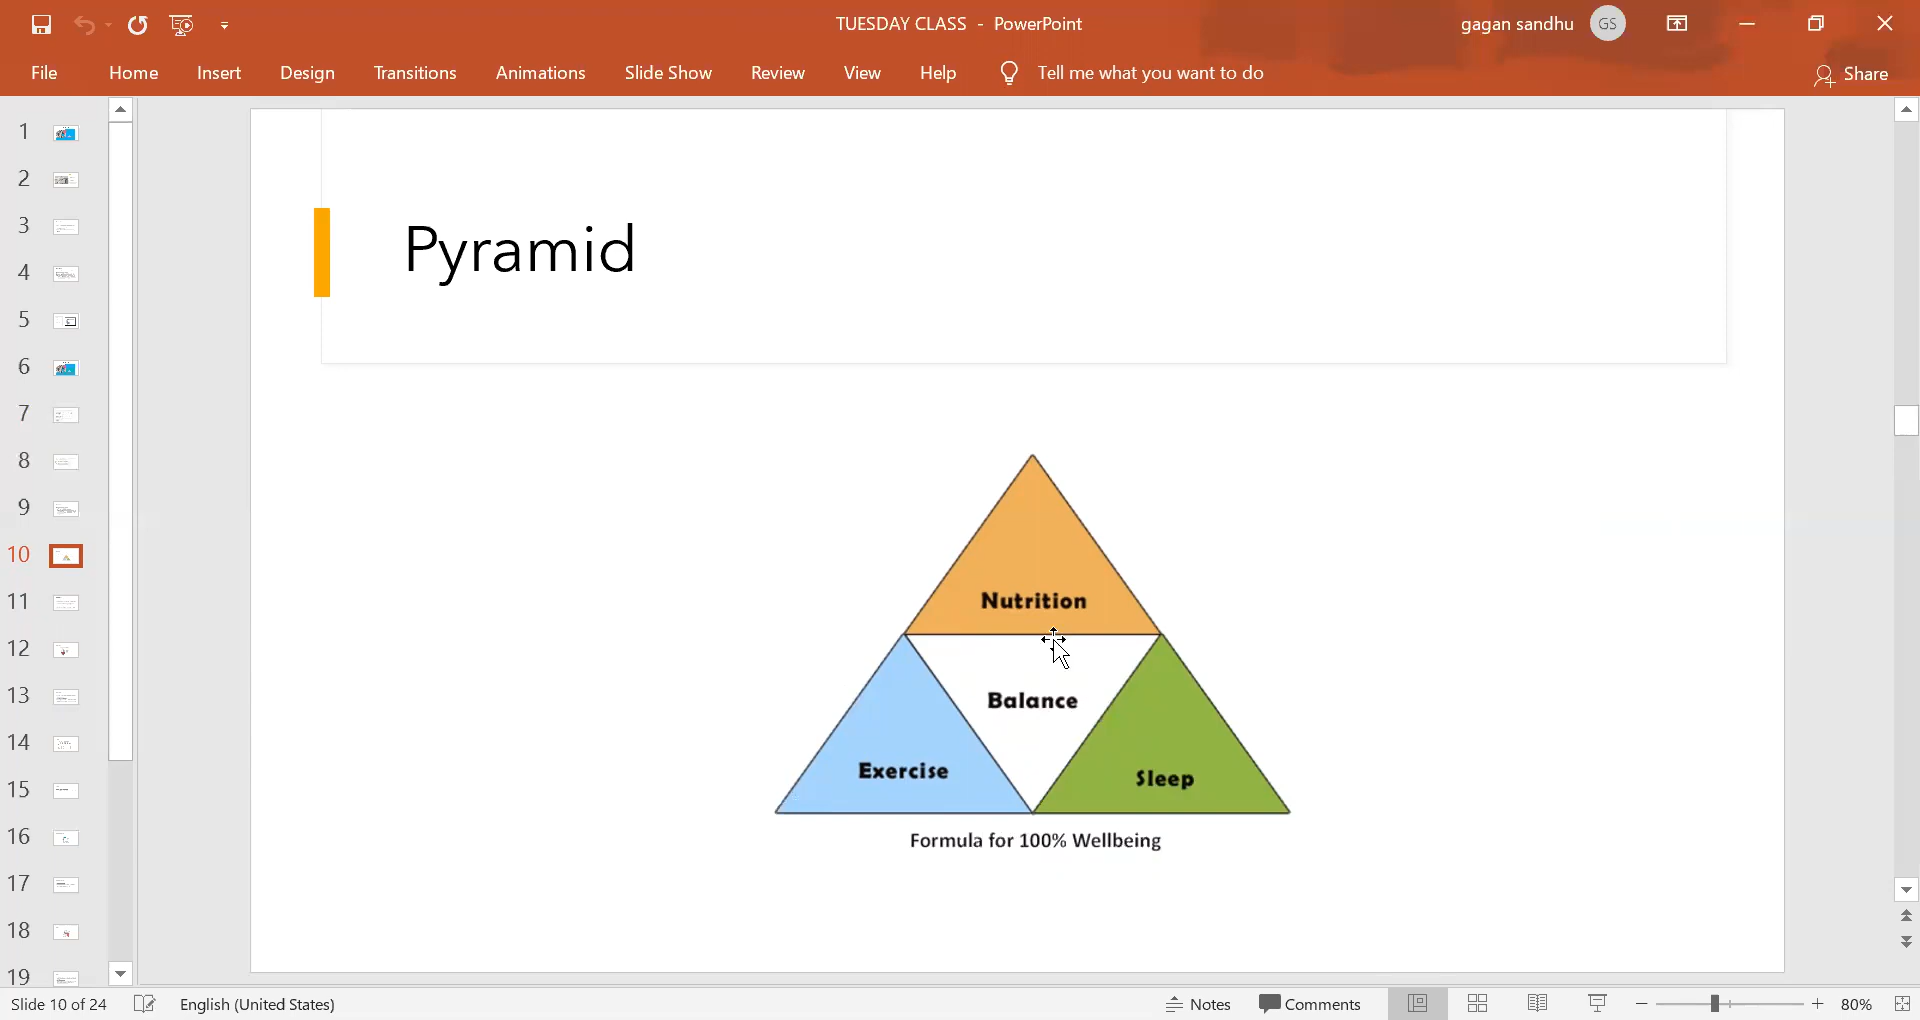 TUESDAY CLASS - PowerPoint
gagan sandhu
GS
File
Home
Insert
Design
Transitions
Animations
Slide Show
Review
View
Help
Tell me what you want to do
Share
1
2
3
4
5
6
7
8
9
10
11
12
13
14
15
16
17
18
19
Pyramid
Nutrition
Balance
Exercise
Sleep
Formula for 100% Wellbeing
Slide 10 of 24
English (United States)
Notes
Comments
80%